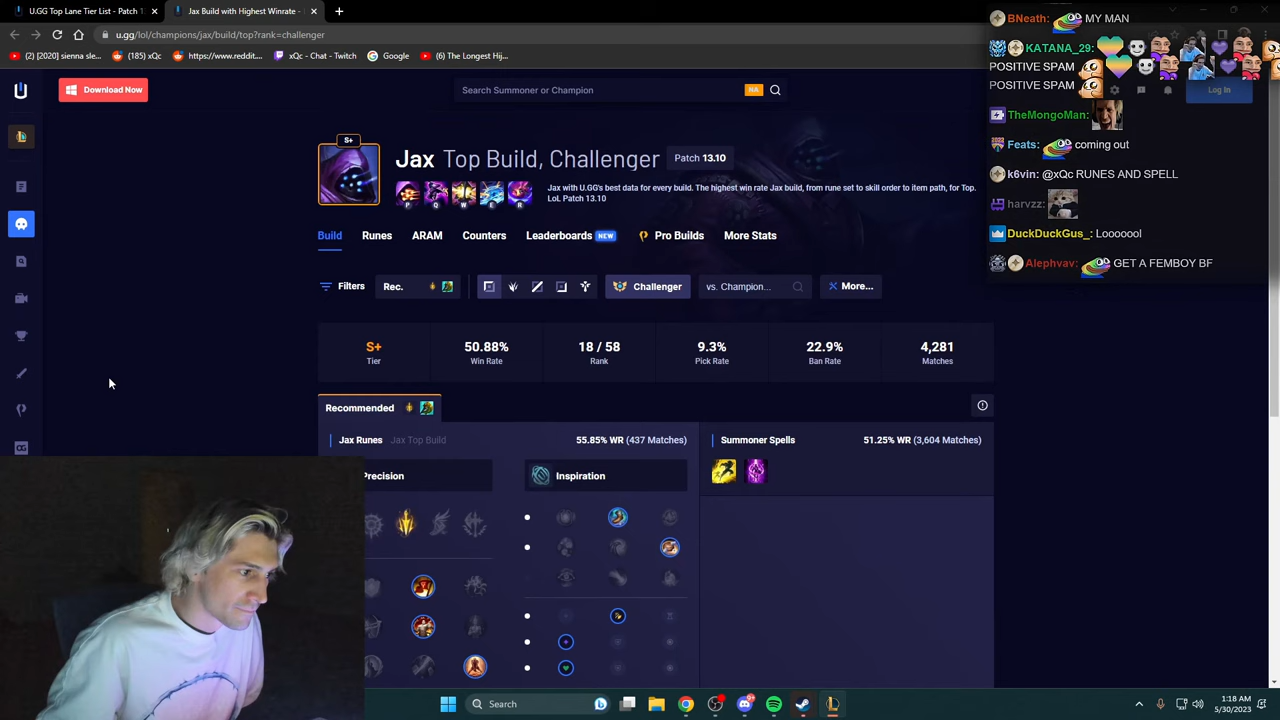 U.GG Top Lane Tier List - Patch 13
Jax Build with Highest Winrate -
u.gg/lol/champions/jax/build/top?rank=challenger
(2) [2020] sienna sle...
(185) xQc
https://www.reddit....
xQc - Chat - Twitch
Google
(6) The Longest Hij...
Download Now
Search Summoner or Champion
NA
Log In
BNeath: MY MAN
KATANA_29:
POSITIVE SPAM
POSITIVE SPAM
TheMongoMan:
Feats: coming out
k6vin: @xQc RUNES AND SPELL
harvzz:
DuckDuckGus_: Looooool
Alephvav: GET A FEMBOY BF
S+
Jax Top Build, Challenger
Patch 13.10
P Q W E R
Jax with U.GG's best data for every build. The highest win rate Jax build, from rune set to skill order to item path, for Top.
LoL Patch 13.10
Build Runes ARAM Counters Leaderboards NEW Pro Builds More Stats
Filters Rec. Challenger vs. Champion... More...
S+ 50.88% 18 / 58 9.3% 22.9% 4,281
Tier Win Rate Rank Pick Rate Ban Rate Matches
Recommended
Jax Runes Jax Top Build 55.85% WR (437 Matches)
Summoner Spells 51.25% WR (3,604 Matches)
Precision
Inspiration
Search
1:18 AM
5/30/2023